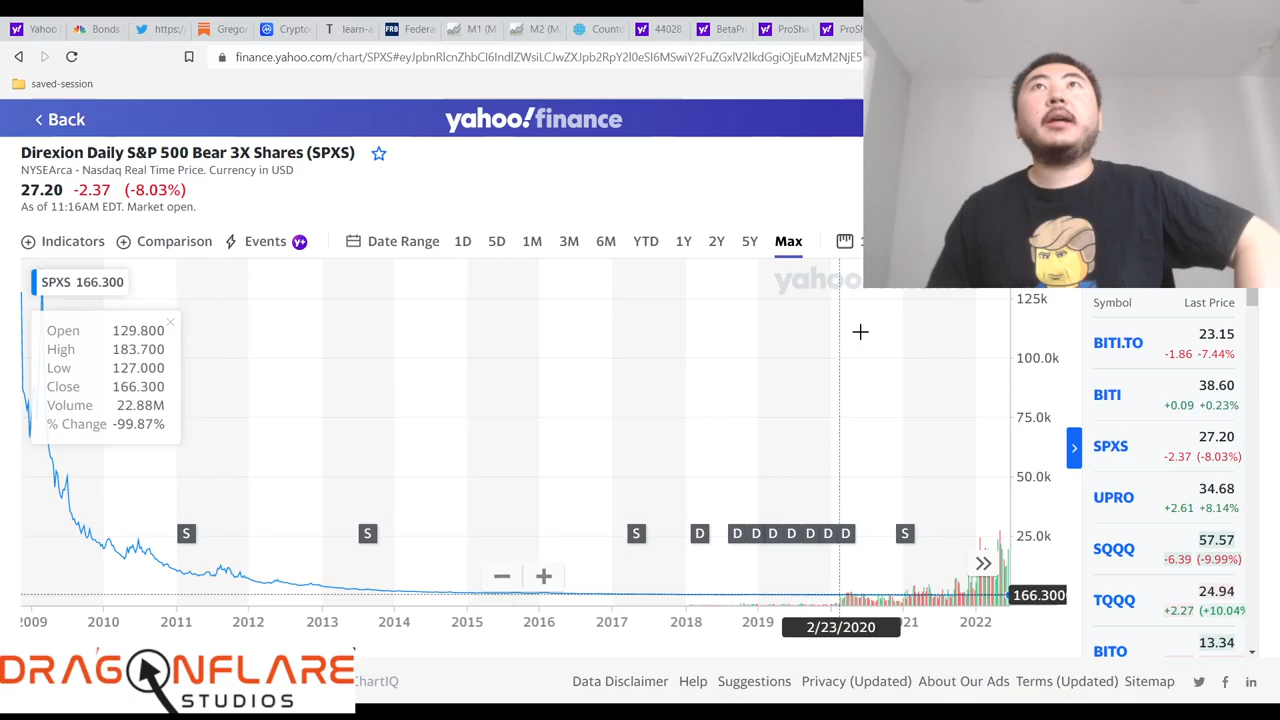 Yahoo Bonds https:/ Gregor Crypto learn-a FRB Federa M1 (M M2 (M Counto 44028 BetaPr ProSha ProSh
finance.yahoo.com/chart/SPXS
saved-session
Back
yahoo!finance
Direxion Daily S&P 500 Bear 3X Shares (SPXS)
NYSEArca - Nasdaq Real Time Price. Currency in USD
27.20 -2.37 (-8.03%)
As of 11:16AM EDT. Market open.
Indicators Comparison Events Y+ Date Range 1D 5D 1M 3M 6M YTD 1Y 2Y 5Y Max
SPXS 166.300
yahoo
Open 129.800
High 183.700
Low 127.000
Close 166.300
Volume 22.88M
% Change -99.87%
125k
100.0k
75.0k
50.0k
25.0k
S S S D D D D D D D D S
166.300
2009 2010 2011 2012 2013 2014 2015 2016 2017 2018 2019 21 2022
2/23/2020
Symbol Last Price
BITI.TO 23.15
-1.86 -7.44%
BITI 38.60
+0.09 +0.23%
SPXS 27.20
-2.37 (-8.03%)
UPRO 34.68
+2.61 +8.14%
SQQQ 57.57
-6.39 (-9.99%)
TQQQ 24.94
+2.27 (+10.04%
BITO 13.34
DRAGONFLARE
STUDIOS
ChartIQ
Data Disclaimer Help Suggestions Privacy (Updated) About Our Ads Terms (Updated) Sitemap